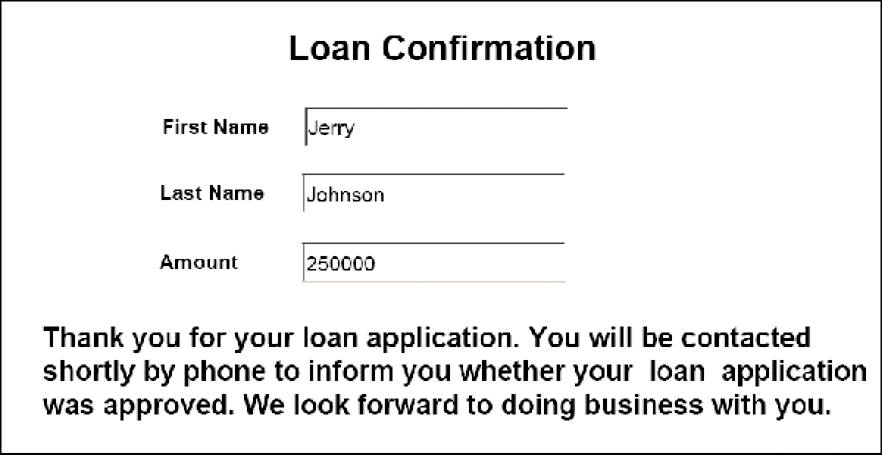 Loan Confirmation
First Name Jerry
Last Name Johnson
Amount 250000
Thank you for your loan application. You will be contacted
shortly by phone to inform you whether your loan application
was approved. We look forward to doing business with you.